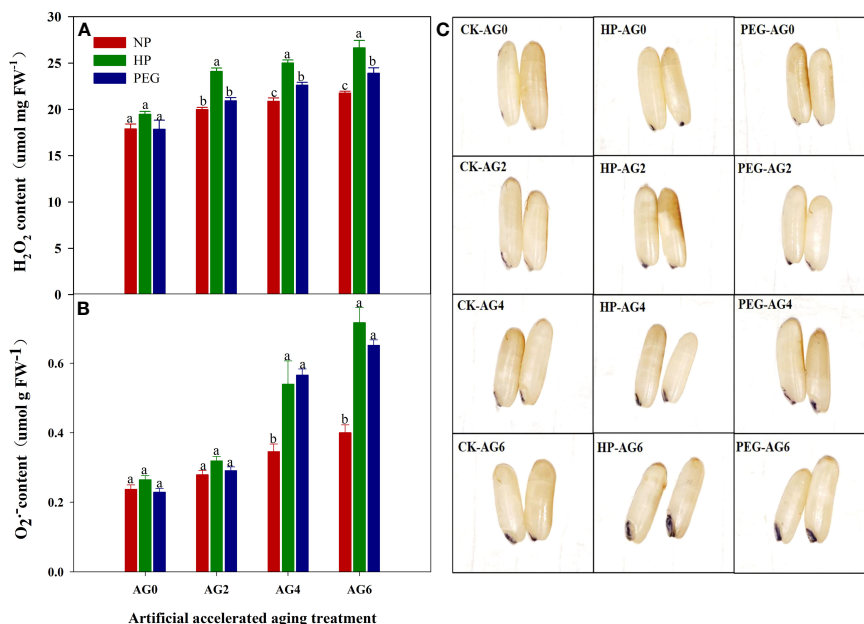 A
30
25
20
15
10
5
0
H₂O₂ content (umol mg FW⁻¹)
NP
HP
PEG
a a a
b a b
c a b
c a b
B
0.6
0.4
0.2
0.0
O₂·⁻content (umol g FW⁻¹)
a a a
a a a
b a a
b a a
AG0 AG2 AG4 AG6
Artificial accelerated aging treatment
C
CK-AG0 HP-AG0 PEG-AG0
CK-AG2 HP-AG2 PEG-AG2
CK-AG4 HP-AG4 PEG-AG4
CK-AG6 HP-AG6 PEG-AG6